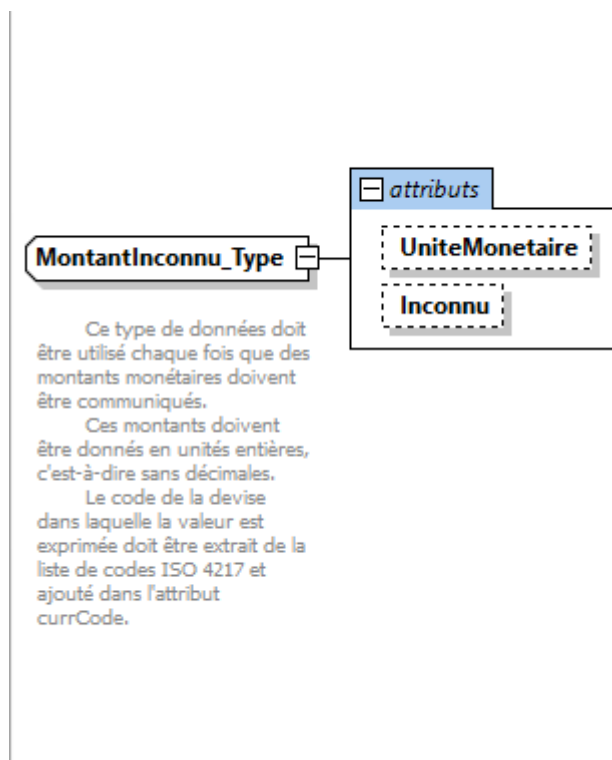 attributs
UniteMonetaire
MontantInconnu_Type
Inconnu
Ce type de données doit
être utilisé chaque fois que des
montants monétaires doivent
être communiqués.
Ces montants doivent
être donnés en unités entières,
c'est-à-dire sans décimales.
Le code de la devise
dans laquelle la valeur est
exprimée doit être extrait de la
liste de codes ISO 4217 et
ajouté dans l'attribut
currCode.